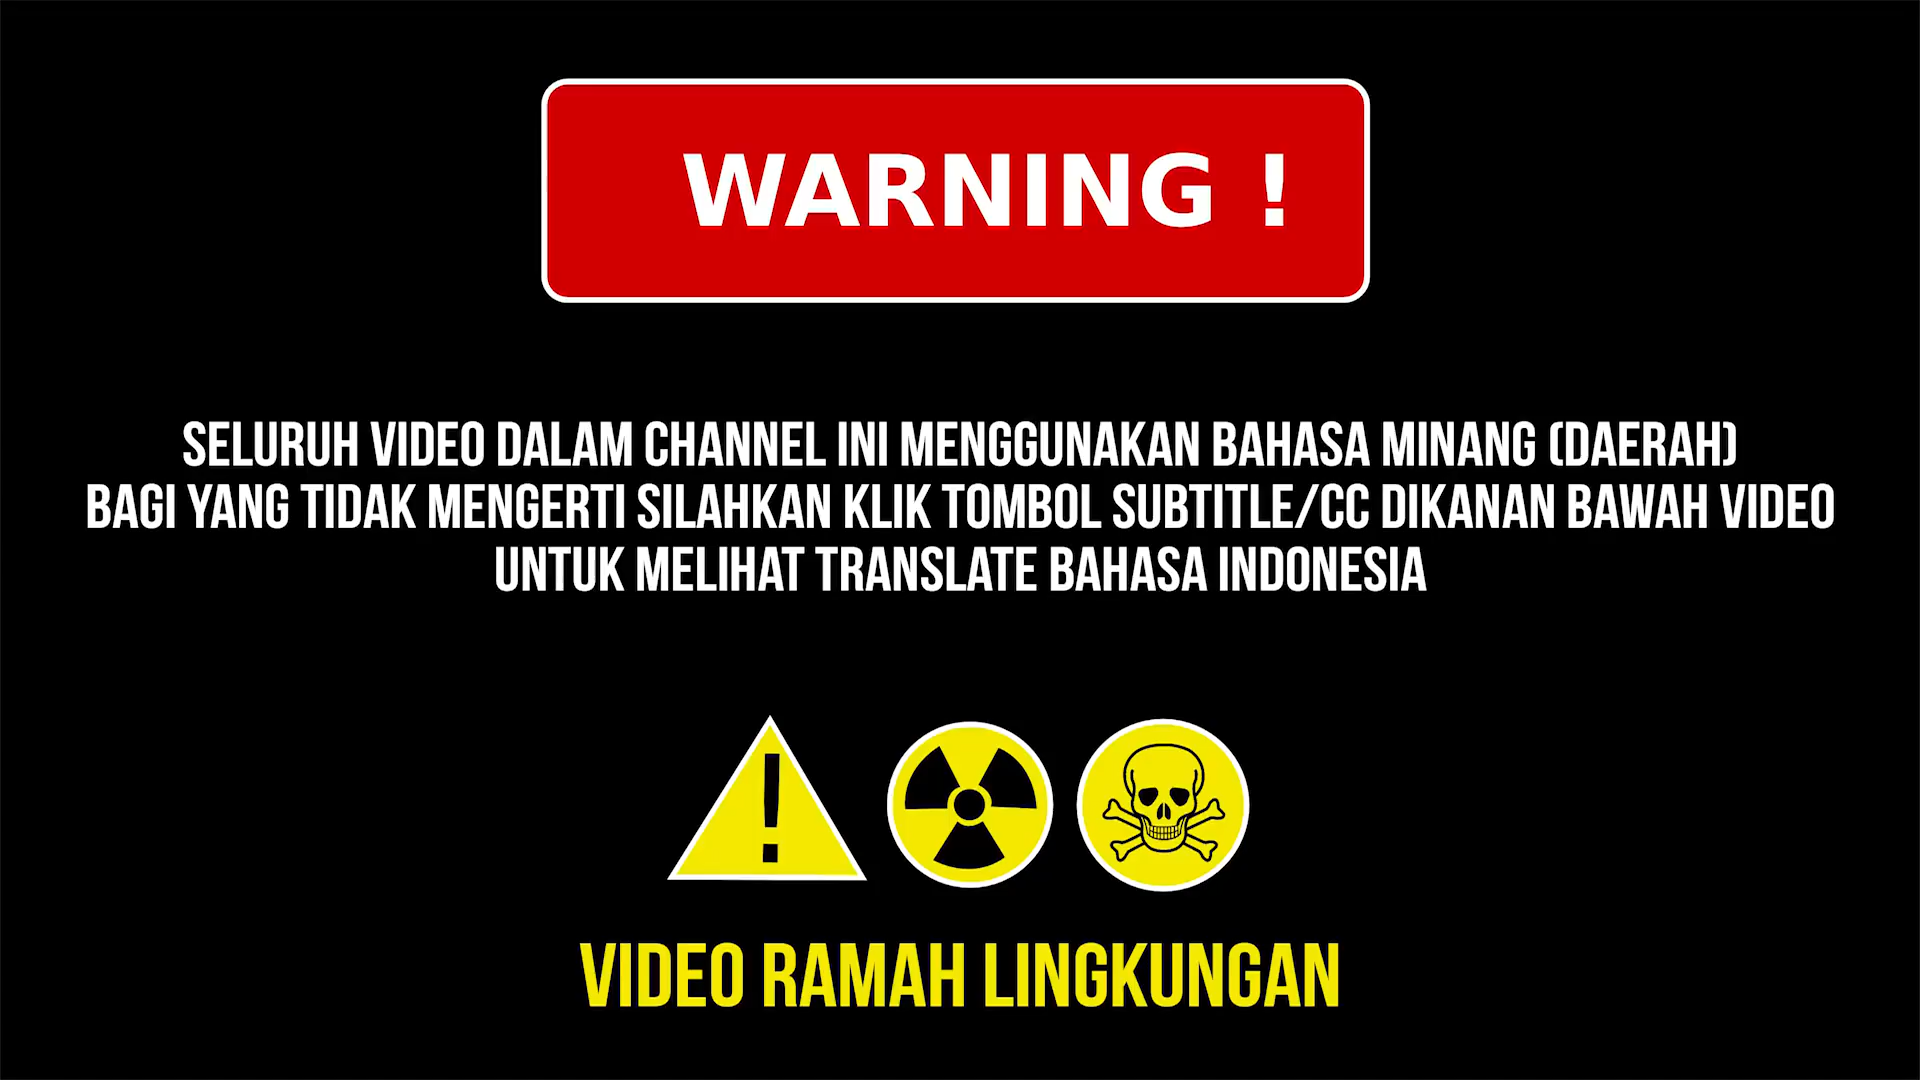 WARNING !
SELURUH VIDEO DALAM CHANNEL INI MENGGUNAKAN BAHASA MINANG (DAERAH)
BAGI YANG TIDAK MENGERTI SILAHKAN KLIK TOMBOL SUBTITLE/CC DIKANAN BAWAH VIDEO
UNTUK MELIHAT TRANSLATE BAHASA INDONESIA
!
VIDEO RAMAH LINGKUNGAN